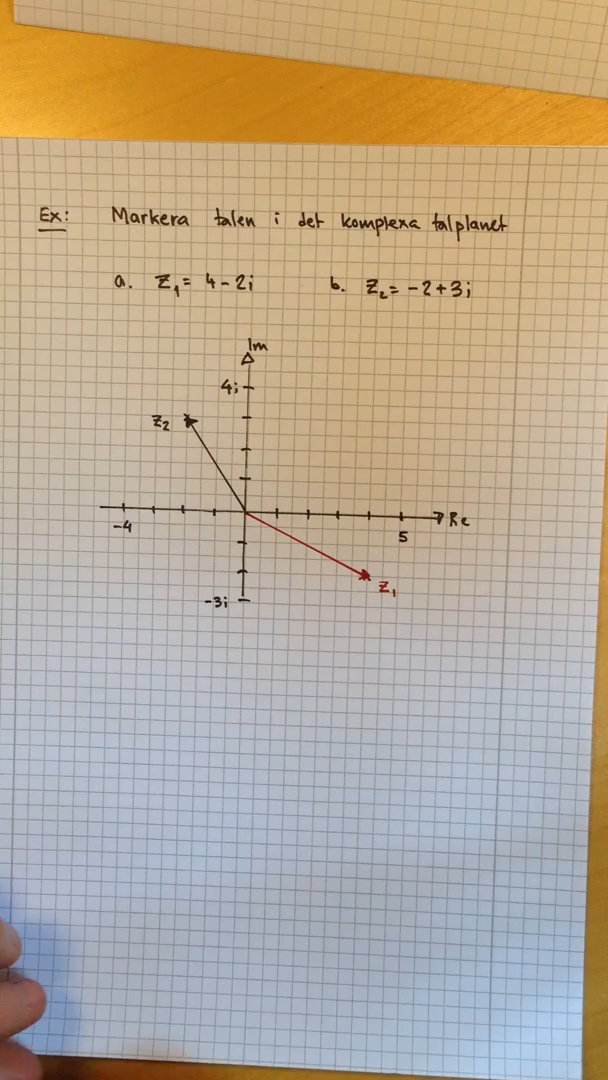 Ex: Markera talen i det komplexa talplanet
a. Z₁ = 4 - 2i b. Z₂ = -2 + 3i
Im
4i
Z₂
Re
-4
5
Z₁
-3i